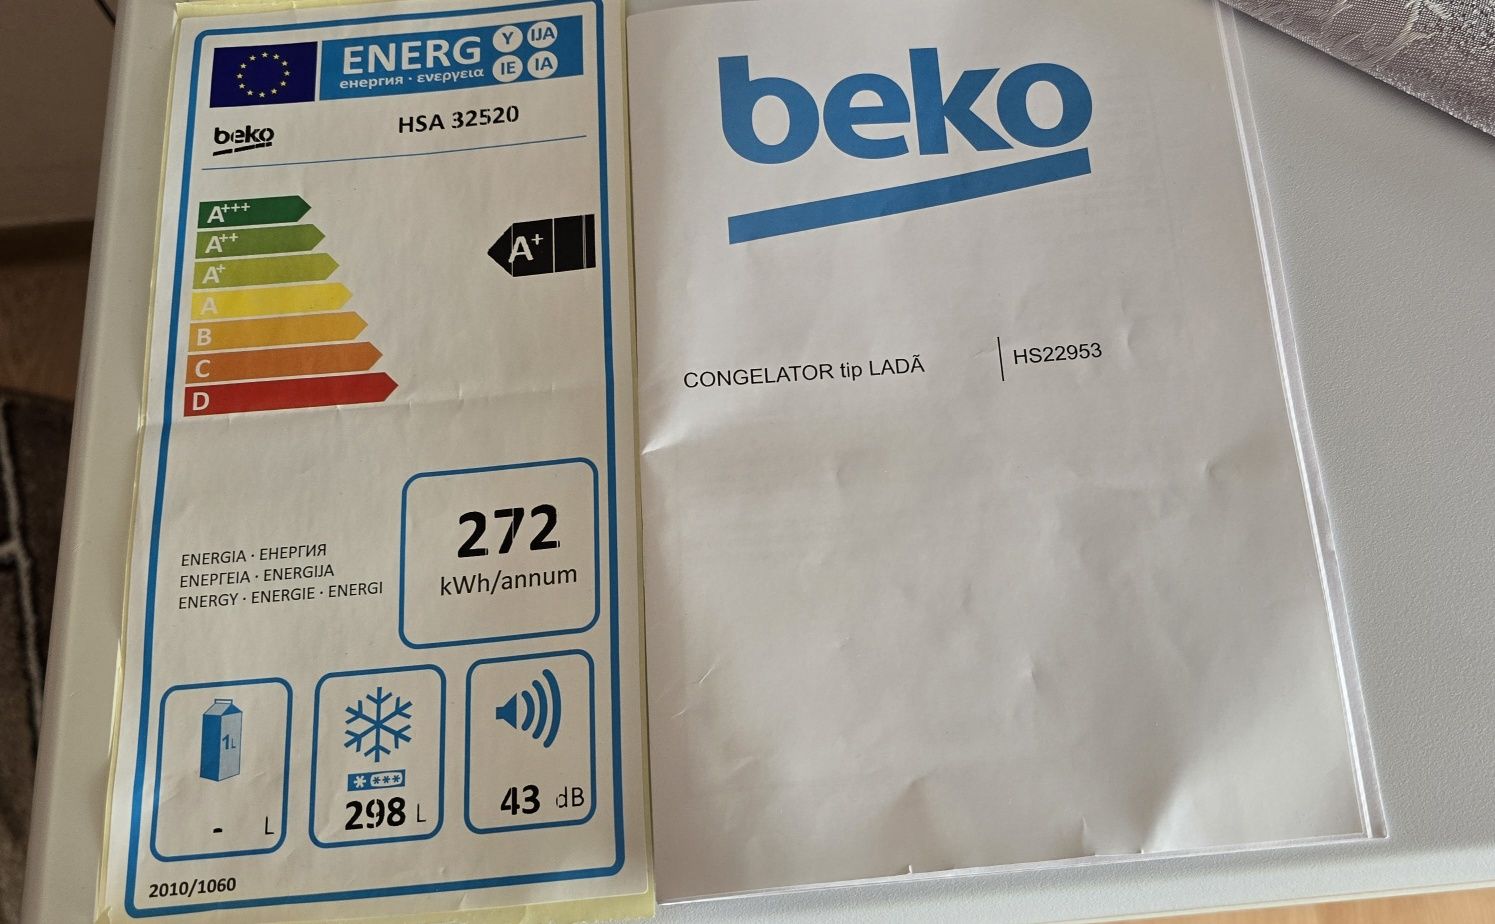 ENERG Y IJA
енергия · ενεργεια IE IA
beko HSA 32520
A+++
A++
A+
A
B
C
D
A+
272
kWh/annum
ENERGIA · ЕНЕРГИЯ
ΕΝΕΡΓΕΙΑ · ENERGIJA
ENERGY · ENERGIE · ENERGI
1L
- L
298 L
43 dB
2010/1060
beko
CONGELATOR tip LADÃ HS22953